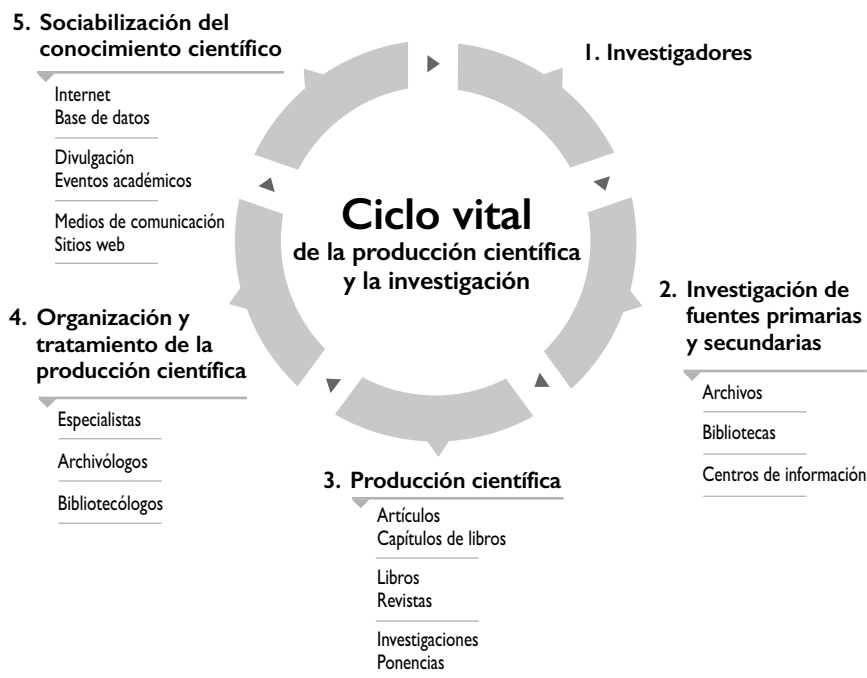 Ciclo vital
de la producción científica
y la investigación
1. Investigadores
2. Investigación de
fuentes primarias
y secundarias
Archivos
Bibliotecas
Centros de información
3. Producción científica
Artículos
Capítulos de libros
Libros
Revistas
Investigaciones
Ponencias
4. Organización y
tratamiento de la
producción científica
Especialistas
Archivólogos
Bibliotecólogos
5. Sociabilización del
conocimiento científico
Internet
Base de datos
Divulgación
Eventos académicos
Medios de comunicación
Sitios web